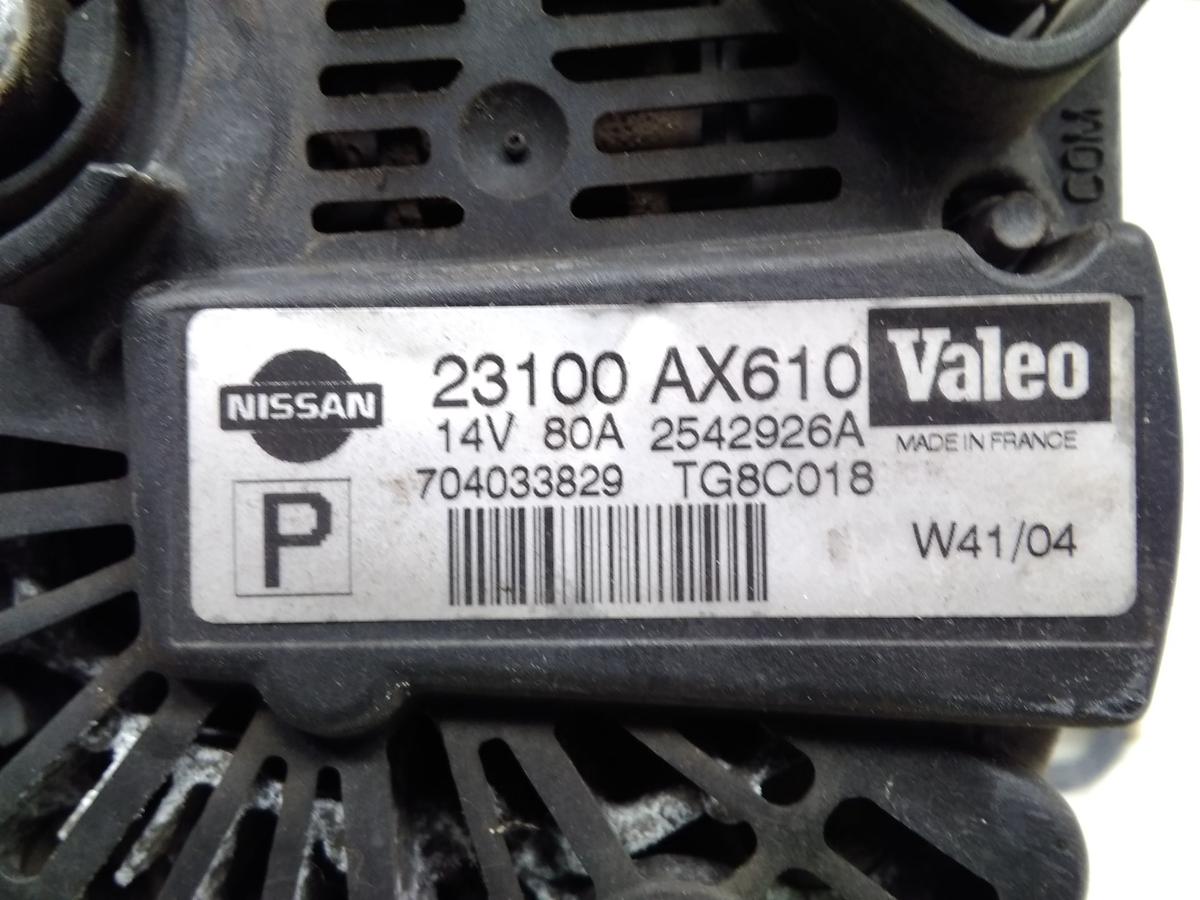 COM
NISSAN
23100 AX610
Valeo
14V 80A 2542926A
MADE IN FRANCE
704033829 TG8C018
P
W41/04